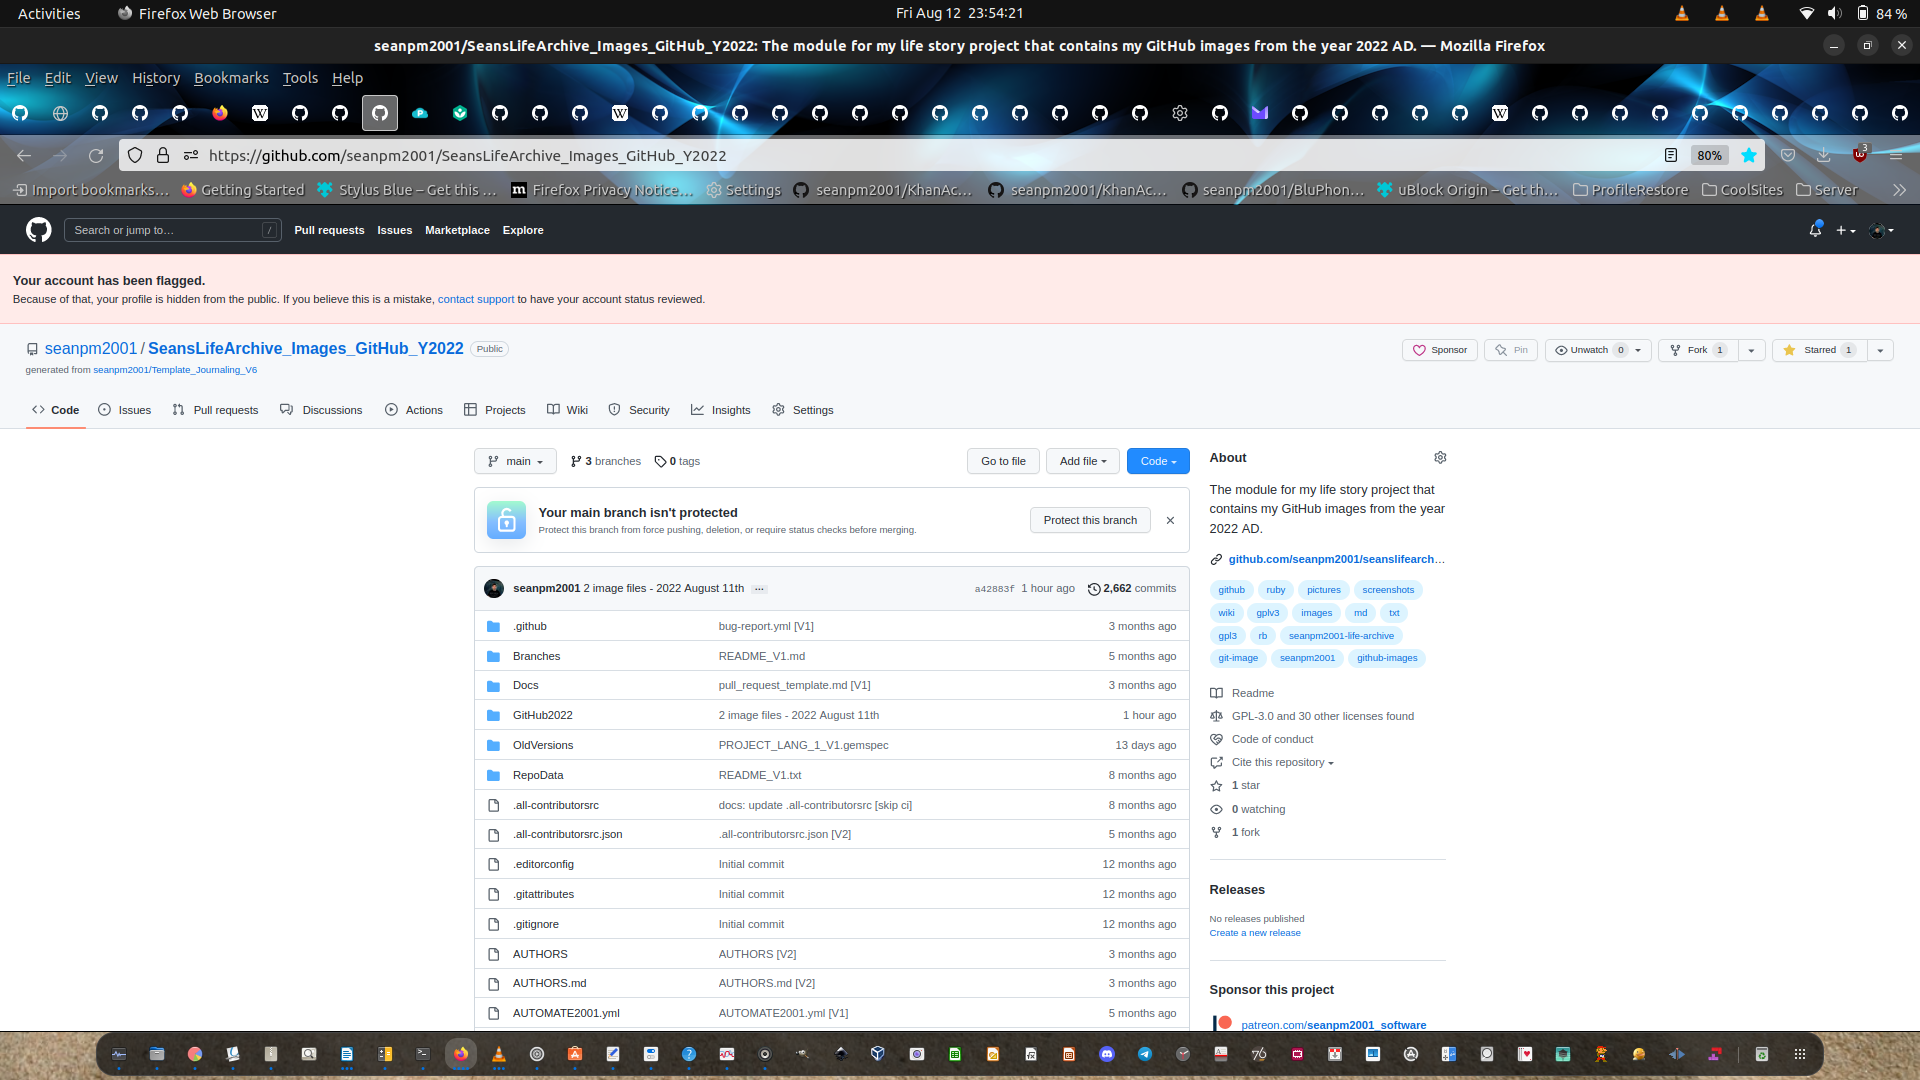 Activities
Firefox Web Browser
Fri Aug 12 23:54:21
84 %
seanpm2001/SeansLifeArchive_Images_GitHub_Y2022: The module for my life story project that contains my GitHub images from the year 2022 AD. — Mozilla Firefox
File Edit View History Bookmarks Tools Help
https://github.com/seanpm2001/SeansLifeArchive_Images_GitHub_Y2022
80%
3
Import bookmarks… Getting Started Stylus Blue – Get this … Firefox Privacy Notice… Settings seanpm2001/KhanAc… seanpm2001/KhanAc… seanpm2001/BluPhon… uBlock Origin – Get th… ProfileRestore CoolSites Server
Search or jump to…
/
Pull requests Issues Marketplace Explore
Your account has been flagged.
Because of that, your profile is hidden from the public. If you believe this is a mistake, contact support to have your account status reviewed.
seanpm2001 / SeansLifeArchive_Images_GitHub_Y2022 Public
Sponsor Pin Unwatch 0 Fork 1 Starred 1
generated from seanpm2001/Template_Journaling_V6
Code Issues Pull requests Discussions Actions Projects Wiki Security Insights Settings
main 3 branches 0 tags Go to file Add file Code
Your main branch isn't protected
Protect this branch from force pushing, deletion, or require status checks before merging.
Protect this branch
seanpm2001 2 image files - 2022 August 11th … a42883f 1 hour ago 2,662 commits
.github bug-report.yml [V1] 3 months ago
Branches README_V1.md 5 months ago
Docs pull_request_template.md [V1] 3 months ago
GitHub2022 2 image files - 2022 August 11th 1 hour ago
OldVersions PROJECT_LANG_1_V1.gemspec 13 days ago
RepoData README_V1.txt 8 months ago
.all-contributorsrc docs: update .all-contributorsrc [skip ci] 8 months ago
.all-contributorsrc.json .all-contributorsrc.json [V2] 5 months ago
.editorconfig Initial commit 12 months ago
.gitattributes Initial commit 12 months ago
.gitignore Initial commit 12 months ago
AUTHORS AUTHORS [V2] 3 months ago
AUTHORS.md AUTHORS.md [V2] 3 months ago
AUTOMATE2001.yml AUTOMATE2001.yml [V1] 5 months ago
About
The module for my life story project that
contains my GitHub images from the year
2022 AD.
github.com/seanpm2001/seanslifearch…
github ruby pictures screenshots
wiki gplv3 images md txt
gpl3 rb seanpm2001-life-archive
git-image seanpm2001 github-images
Readme
GPL-3.0 and 30 other licenses found
Code of conduct
Cite this repository
1 star
0 watching
1 fork
Releases
No releases published
Create a new release
Sponsor this project
patreon.com/seanpm2001_software